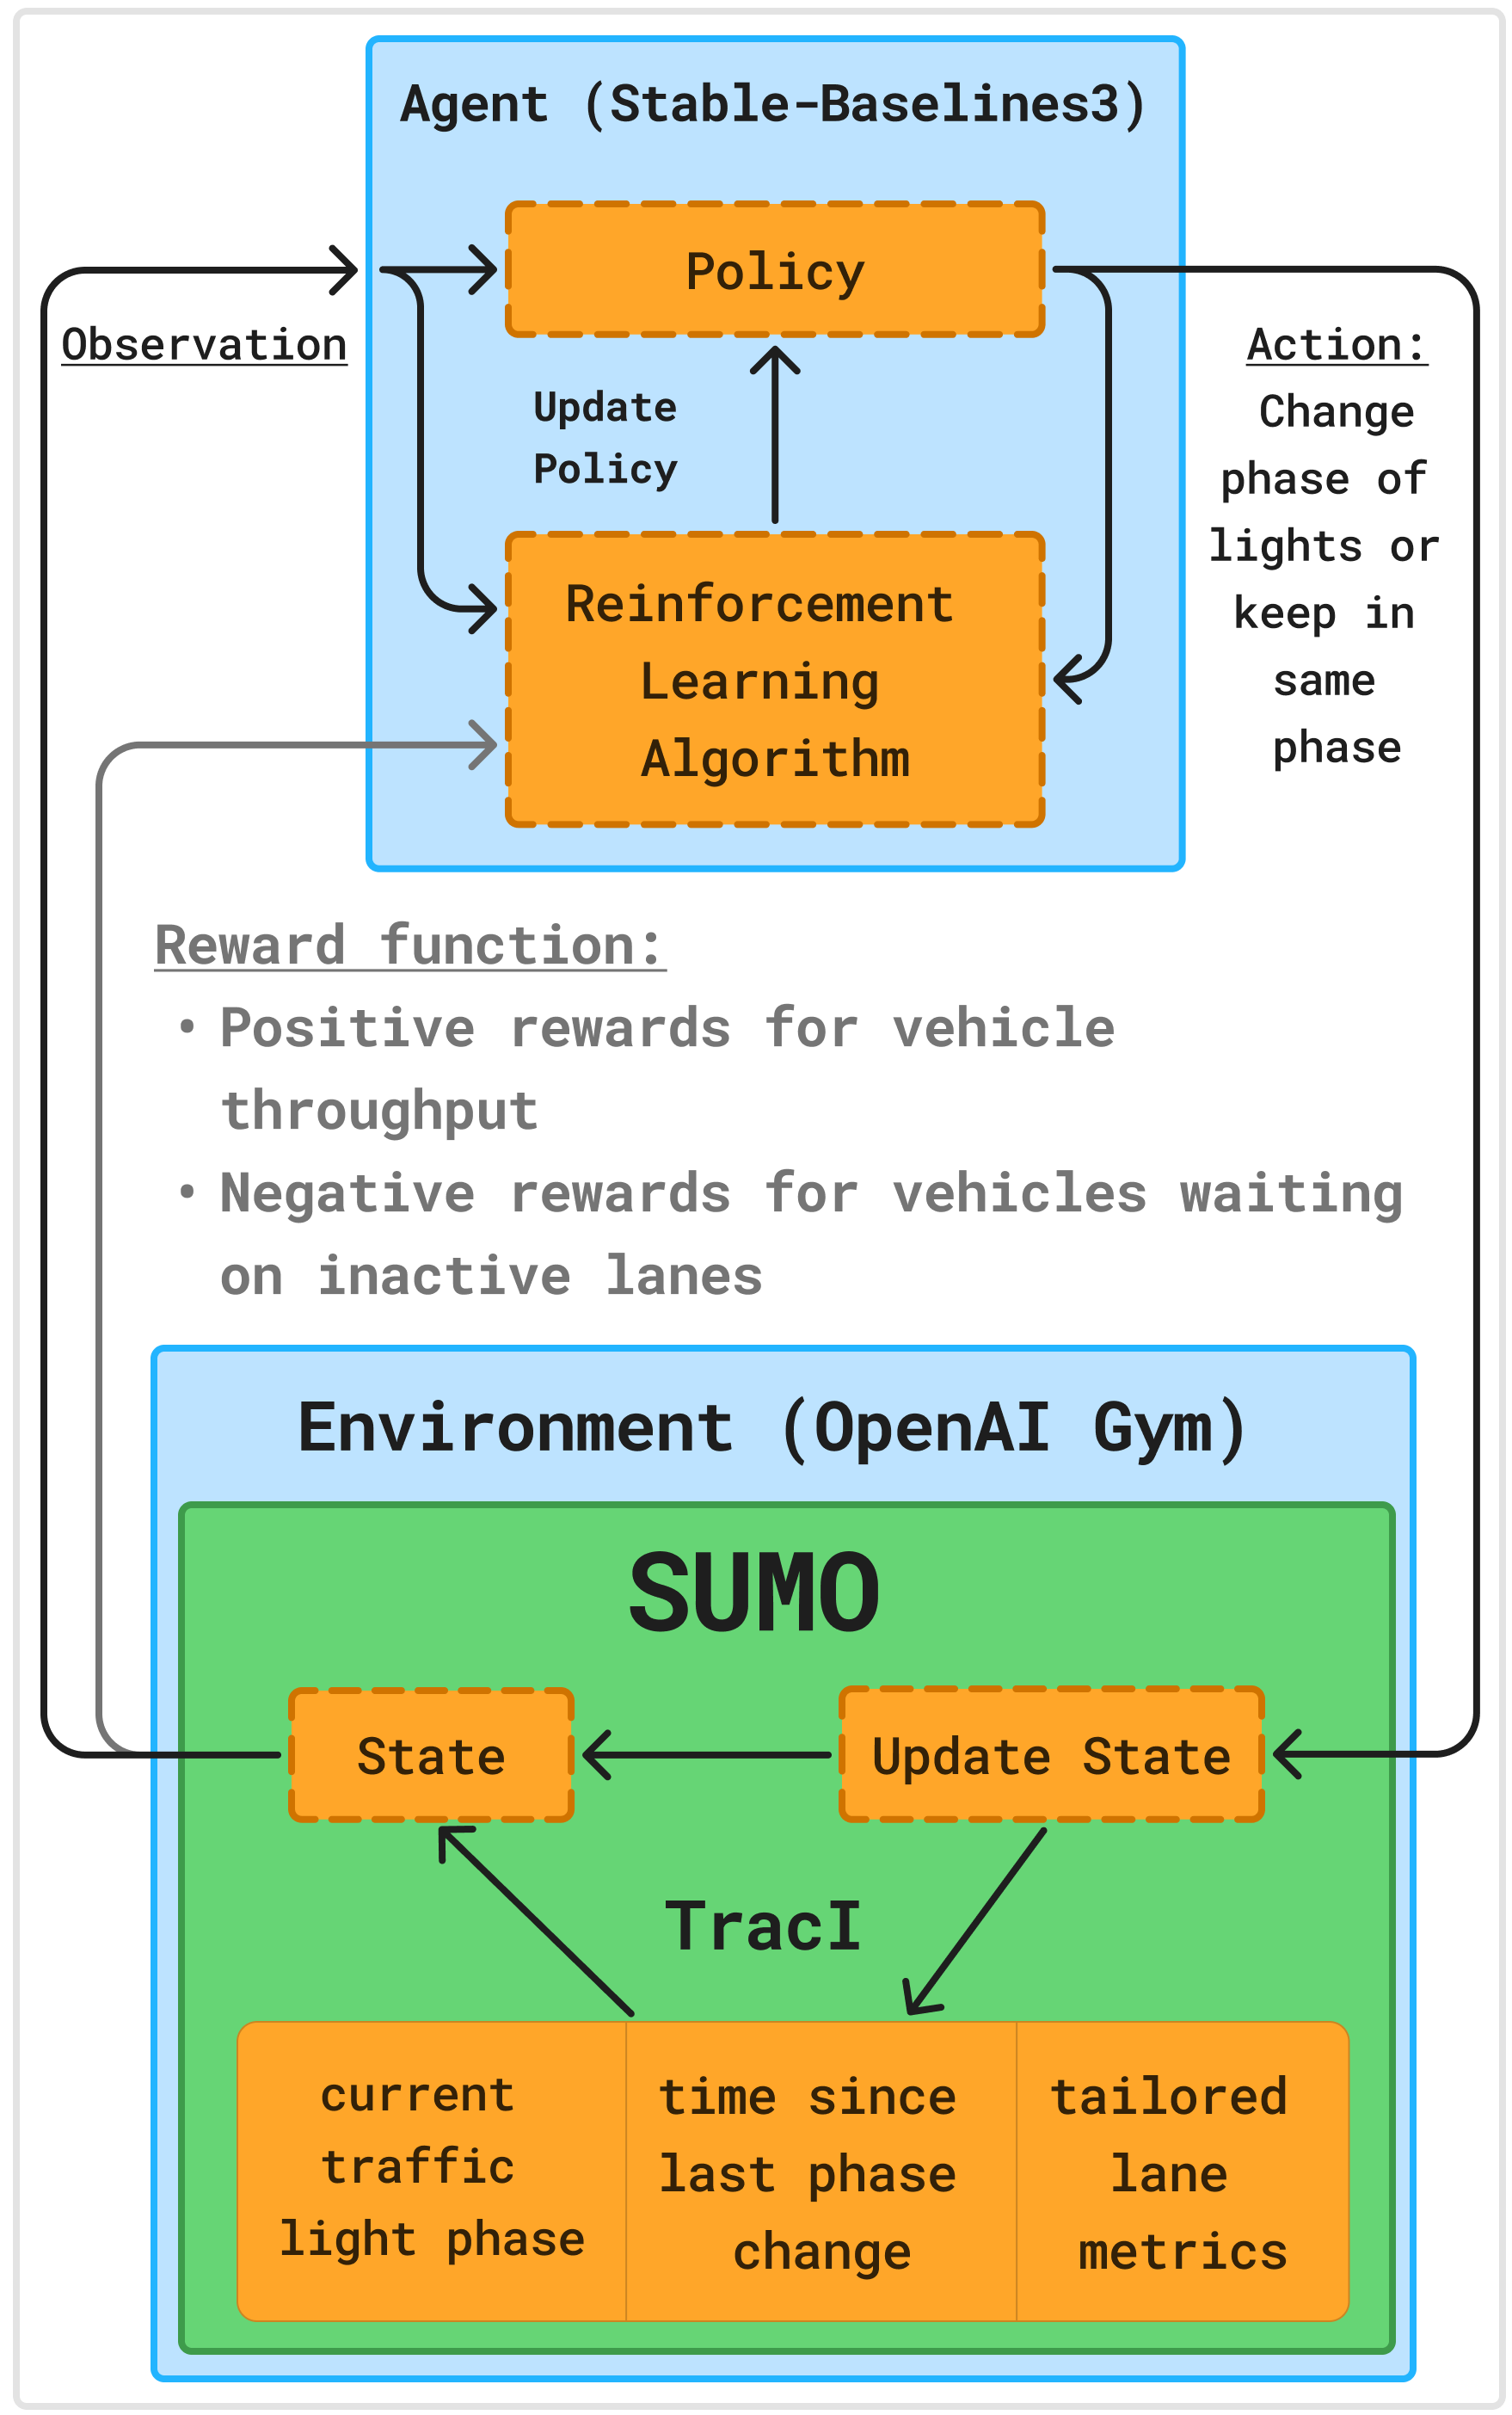 Agent (Stable-Baselines3)
Policy
Observation
Update
Policy
Action:
Change
phase of
lights or
keep in
same
phase
Reinforcement
Learning
Algorithm
Reward function:
• Positive rewards for vehicle
throughput
• Negative rewards for vehicles waiting
on inactive lanes
Environment (OpenAI Gym)
SUMO
State
Update State
TracI
current
traffic
light phase
time since
last phase
change
tailored
lane
metrics